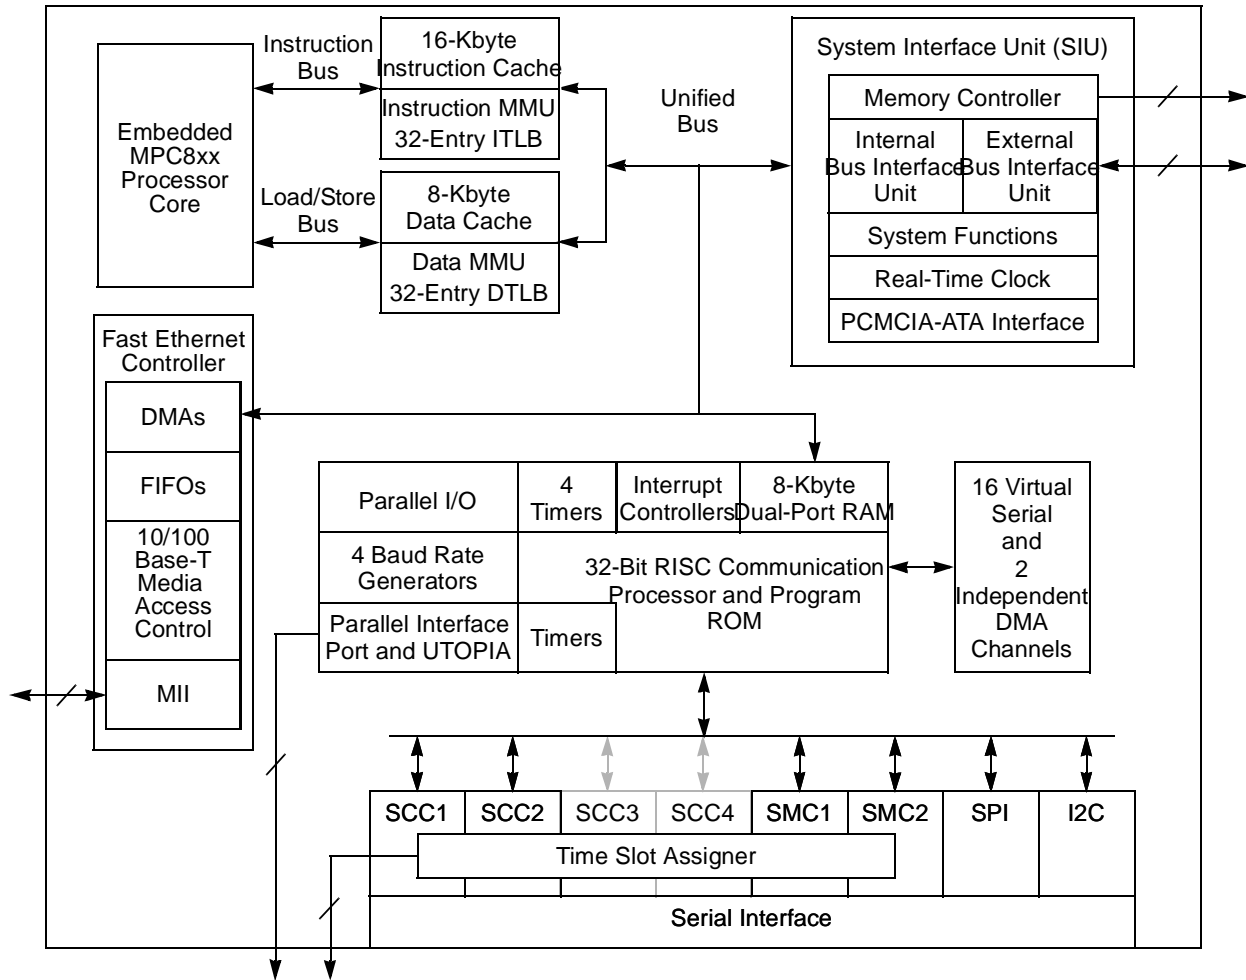 Embedded
MPC8xx
Processor
Core
Instruction
Bus
Load/Store
Bus
16-Kbyte
Instruction Cache
Instruction MMU
32-Entry ITLB
8-Kbyte
Data Cache
Data MMU
32-Entry DTLB
Unified
Bus
System Interface Unit (SIU)
Memory Controller
Internal
Bus Interface
Unit
External
Bus Interface
Unit
System Functions
Real-Time Clock
PCMCIA-ATA Interface
Fast Ethernet
Controller
DMAs
FIFOs
10/100
Base-T
Media
Access
Control
MII
Parallel I/O
4
Timers
Interrupt
Controllers
8-Kbyte
Dual-Port RAM
4 Baud Rate
Generators
32-Bit RISC Communication
Processor and Program
ROM
Parallel Interface
Port and UTOPIA
Timers
16 Virtual
Serial
and
2
Independent
DMA
Channels
SCC1
SCC2
SCC3
SCC4
SMC1
SMC2
SPI
I2C
Time Slot Assigner
Serial Interface